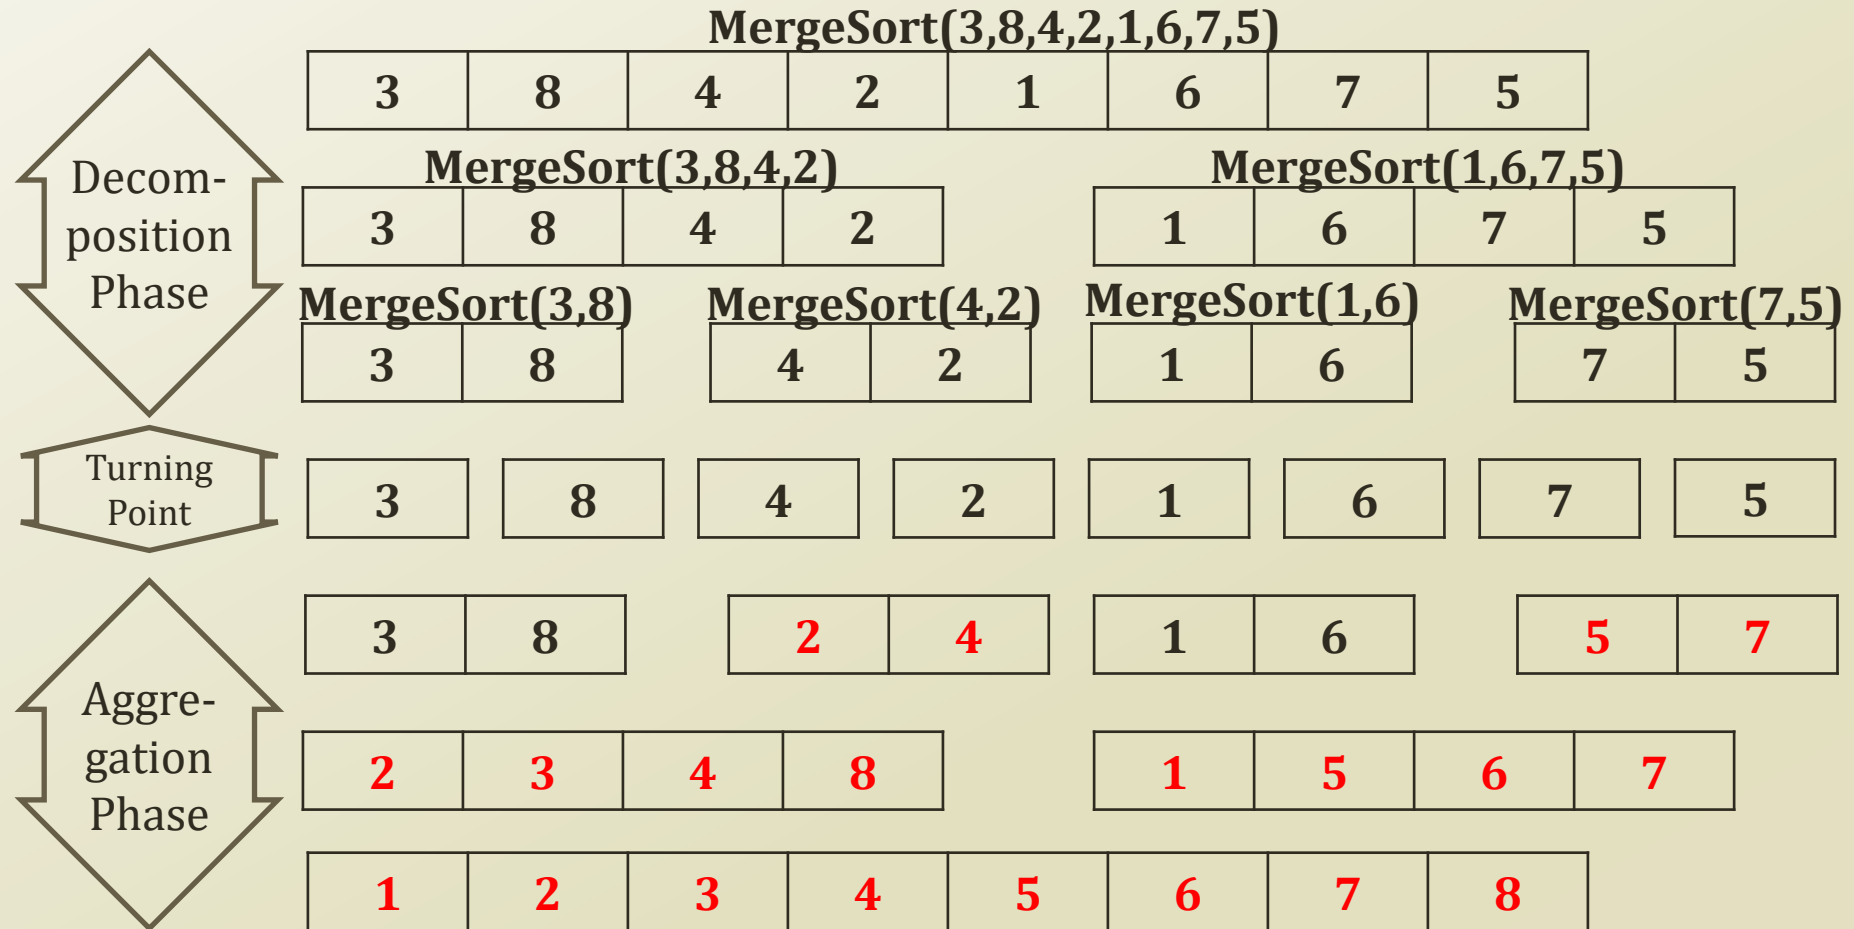 MergeSort(3,8,4,2,1,6,7,5)
3 8 4 2 1 6 7 5
Decom-
position
Phase
MergeSort(3,8,4,2) MergeSort(1,6,7,5)
3 8 4 2 1 6 7 5
MergeSort(3,8) MergeSort(4,2) MergeSort(1,6) MergeSort(7,5)
3 8 4 2 1 6 7 5
Turning
Point
3 8 4 2 1 6 7 5
Aggre-
gation
Phase
3 8 2 4 1 6 5 7
2 3 4 8 1 5 6 7
1 2 3 4 5 6 7 8